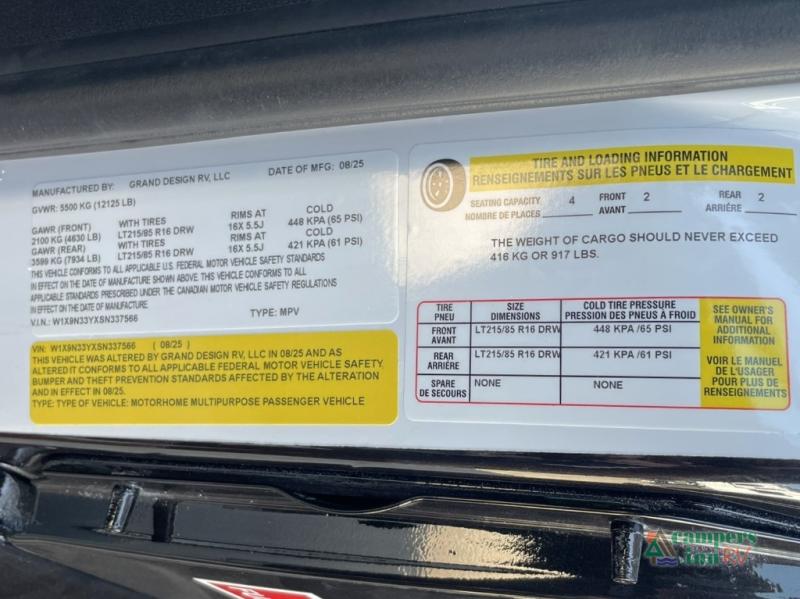 MANUFACTURED BY: GRAND DESIGN RV, LLC DATE OF MFG: 08/25
GVWR: 5500 KG (12125 LB)
GAWR (FRONT) WITH TIRES RIMS AT COLD
2100 KG (4630 LB) LT215/85 R16 DRW 16X 5.5J 448 KPA (65 PSI)
GAWR (REAR) WITH TIRES RIMS AT COLD
3599 KG (7934 LB) LT215/85 R16 DRW 16X 5.5J 421 KPA (61 PSI)
THIS VEHICLE CONFORMS TO ALL APPLICABLE U.S. FEDERAL MOTOR VEHICLE SAFETY STANDARDS
IN EFFECT ON THE DATE OF MANUFACTURE SHOWN ABOVE. THIS VEHICLE CONFORMS TO ALL APPLICABLE
STANDARDS PRESCRIBED UNDER THE CANADIAN MOTOR VEHICLE SAFETY REGULATIONS
IN EFFECT ON THE DATE OF MANUFACTURE.
V.I.N.: W1X9N33YXSN337566 TYPE: MPV
VIN: W1X9N33YXSN337566 ( 08/25 )
THIS VEHICLE WAS ALTERED BY GRAND DESIGN RV, LLC IN 08/25 AND AS
ALTERED IT CONFORMS TO ALL APPLICABLE FEDERAL MOTOR VEHICLE SAFETY,
BUMPER AND THEFT PREVENTION STANDARDS AFFECTED BY THE ALTERATION
AND IN EFFECT IN 08/25.
TYPE: TYPE OF VEHICLE: MOTORHOME MULTIPURPOSE PASSENGER VEHICLE
TIRE AND LOADING INFORMATION
RENSEIGNEMENTS SUR LES PNEUS ET LE CHARGEMENT
SEATING CAPACITY 4 FRONT 2 REAR 2
NOMBRE DE PLACES AVANT ARRIÉRE
THE WEIGHT OF CARGO SHOULD NEVER EXCEED
416 KG OR 917 LBS.
TIRE SIZE COLD TIRE PRESSURE
PNEU DIMENSIONS PRESSION DES PNEUS À FROID
FRONT LT215/85 R16 DRW 448 KPA/65 PSI
AVANT
REAR LT215/85 R16 DRW 421 KPA/61 PSI
ARRIÉRE
SPARE NONE NONE
DE SECOURS
SEE OWNER'S
MANUAL FOR
ADDITIONAL
INFORMATION
VOIR LE MANUEL
DE L'USAGER
POUR PLUS DE
RENSEIGNEMENTS
campers
inn RV